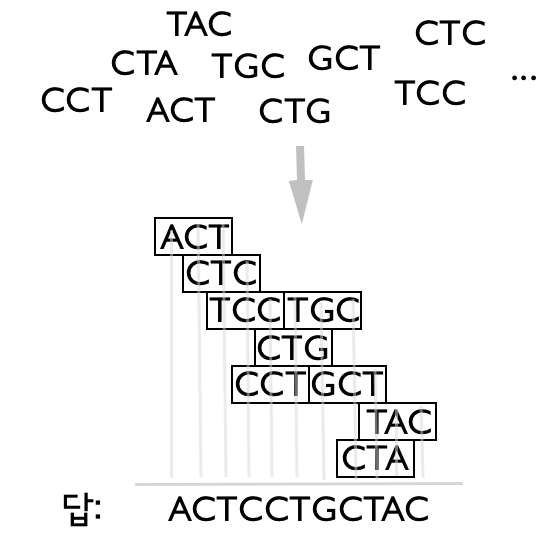 TAC
CTC
CTA TGC GCT
...
CCT ACT CTG TCC
ACT
CTC
TCC TGC
CTG
CCT GCT
TAC
CTA
답: ACTCCTGCTAC